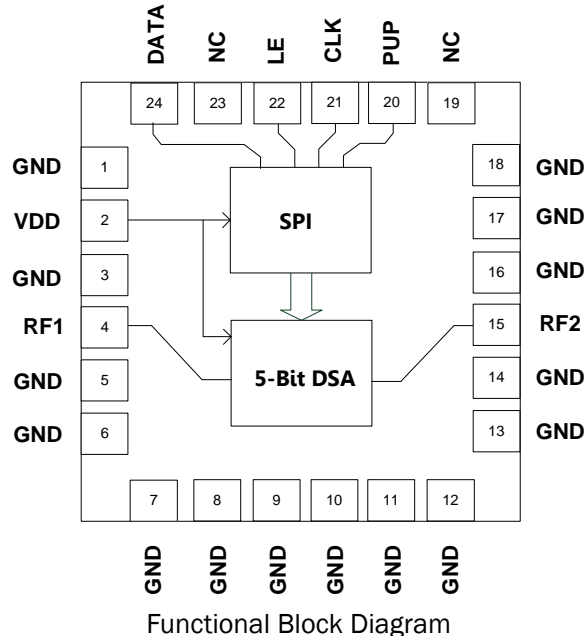 DATA
NC
LE
CLK
PUP
NC
24
23
22
21
20
19
GND
1
18
GND
VDD
2
SPI
17
GND
GND
3
16
GND
RF1
4
15
RF2
GND
5
5-Bit DSA
14
GND
GND
6
13
GND
7
8
9
10
11
12
GND
GND
GND
GND
GND
GND
Functional Block Diagram